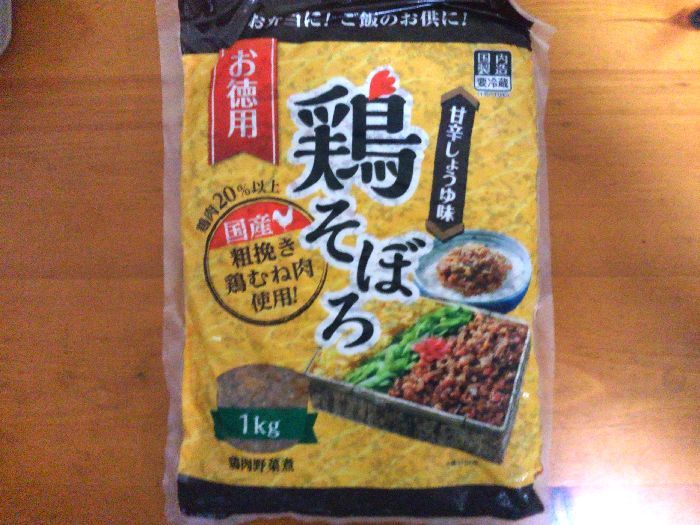 お弁当に!ご飯のお供に!
お徳用
国内
製造
要冷蔵
鶏そぼろ
甘辛しょうゆ味
鶏肉20%以上
国産
粗挽き
鶏むね肉
使用!
1kg
鶏肉野菜煮